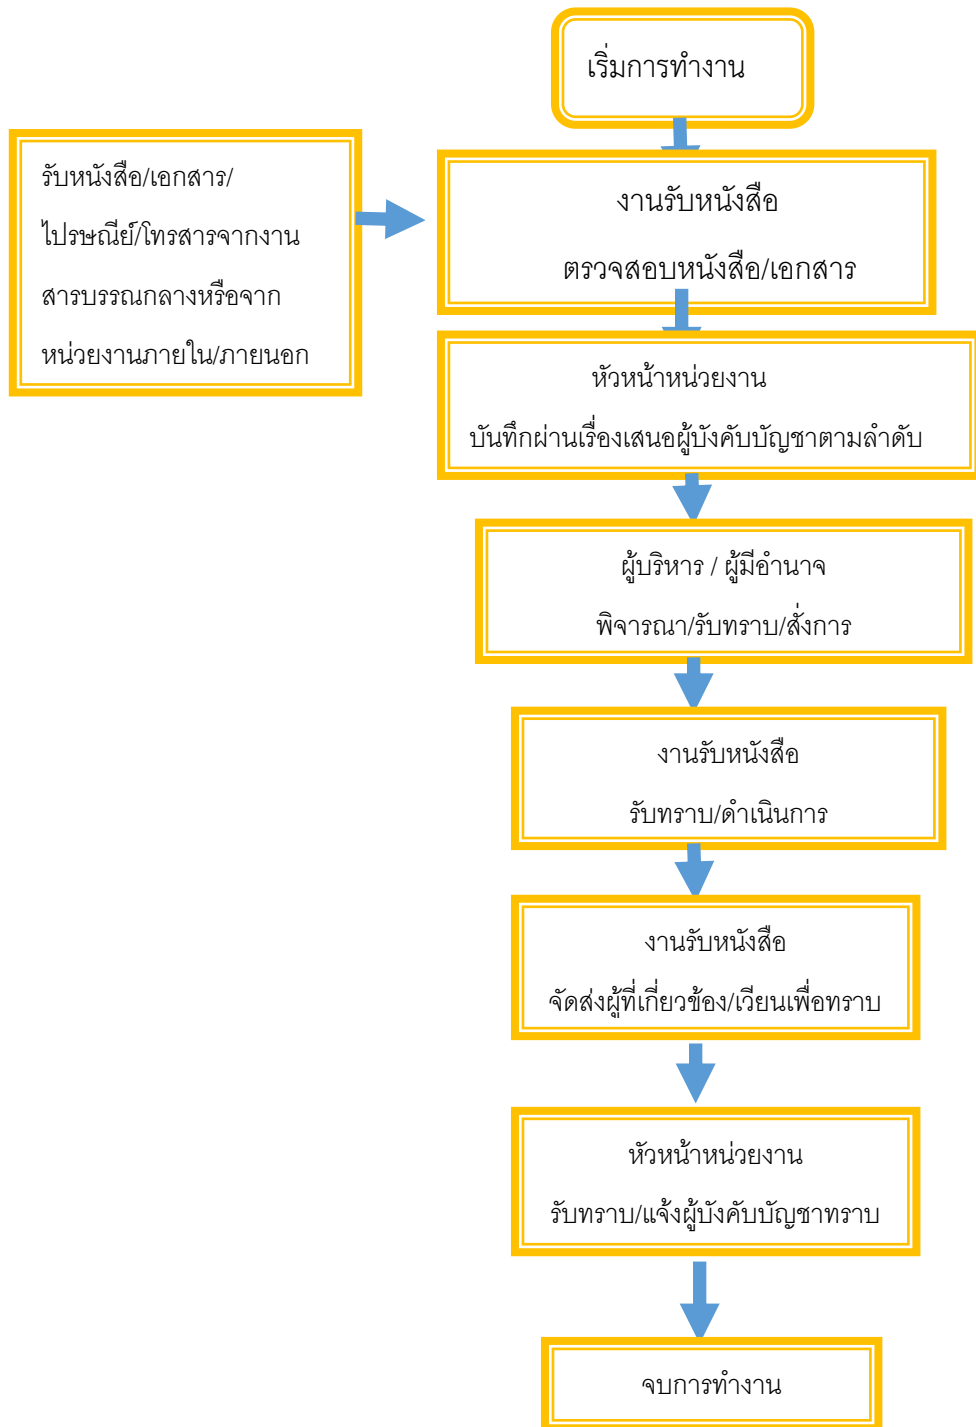 เริ่มการทำงาน
รับหนังสือ/เอกสาร/
ไปรษณีย์/โทรสารจากงาน
สารบรรณกลางหรือจาก
หน่วยงานภายใน/ภายนอก
งานรับหนังสือ
ตรวจสอบหนังสือ/เอกสาร
หัวหน้าหน่วยงาน
บันทึกผ่านเรื่องเสนอผู้บังคับบัญชาตามลำดับ
ผู้บริหาร / ผู้มีอำนาจ
พิจารณา/รับทราบ/สั่งการ
งานรับหนังสือ
รับทราบ/ดำเนินการ
งานรับหนังสือ
จัดส่งผู้ที่เกี่ยวข้อง/เวียนเพื่อทราบ
หัวหน้าหน่วยงาน
รับทราบ/แจ้งผู้บังคับบัญชาทราบ
จบการทำงาน